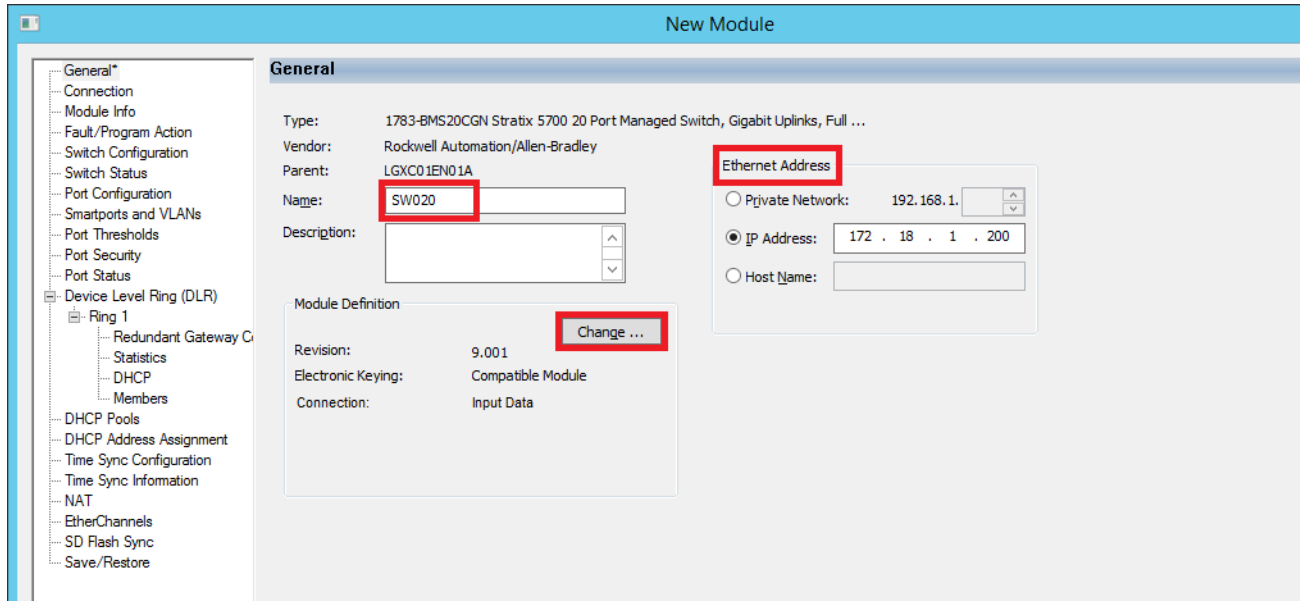 New Module
General*
Connection
Module Info
Fault/Program Action
Switch Configuration
Switch Status
Port Configuration
Smartports and VLANs
Port Thresholds
Port Security
Port Status
Device Level Ring (DLR)
Ring 1
Redundant Gateway C
Statistics
DHCP
Members
DHCP Pools
DHCP Address Assignment
Time Sync Configuration
Time Sync Information
NAT
EtherChannels
SD Flash Sync
Save/Restore
General
Type: 1783-BMS20CGN Stratix 5700 20 Port Managed Switch, Gigabit Uplinks, Full ...
Vendor: Rockwell Automation/Allen-Bradley
Parent: LGXC01EN01A
Name: SW020
Description:
Module Definition
Change ...
Revision: 9.001
Electronic Keying: Compatible Module
Connection: Input Data
Ethernet Address
Private Network: 192.168.1.
IP Address: 172 . 18 . 1 . 200
Host Name: